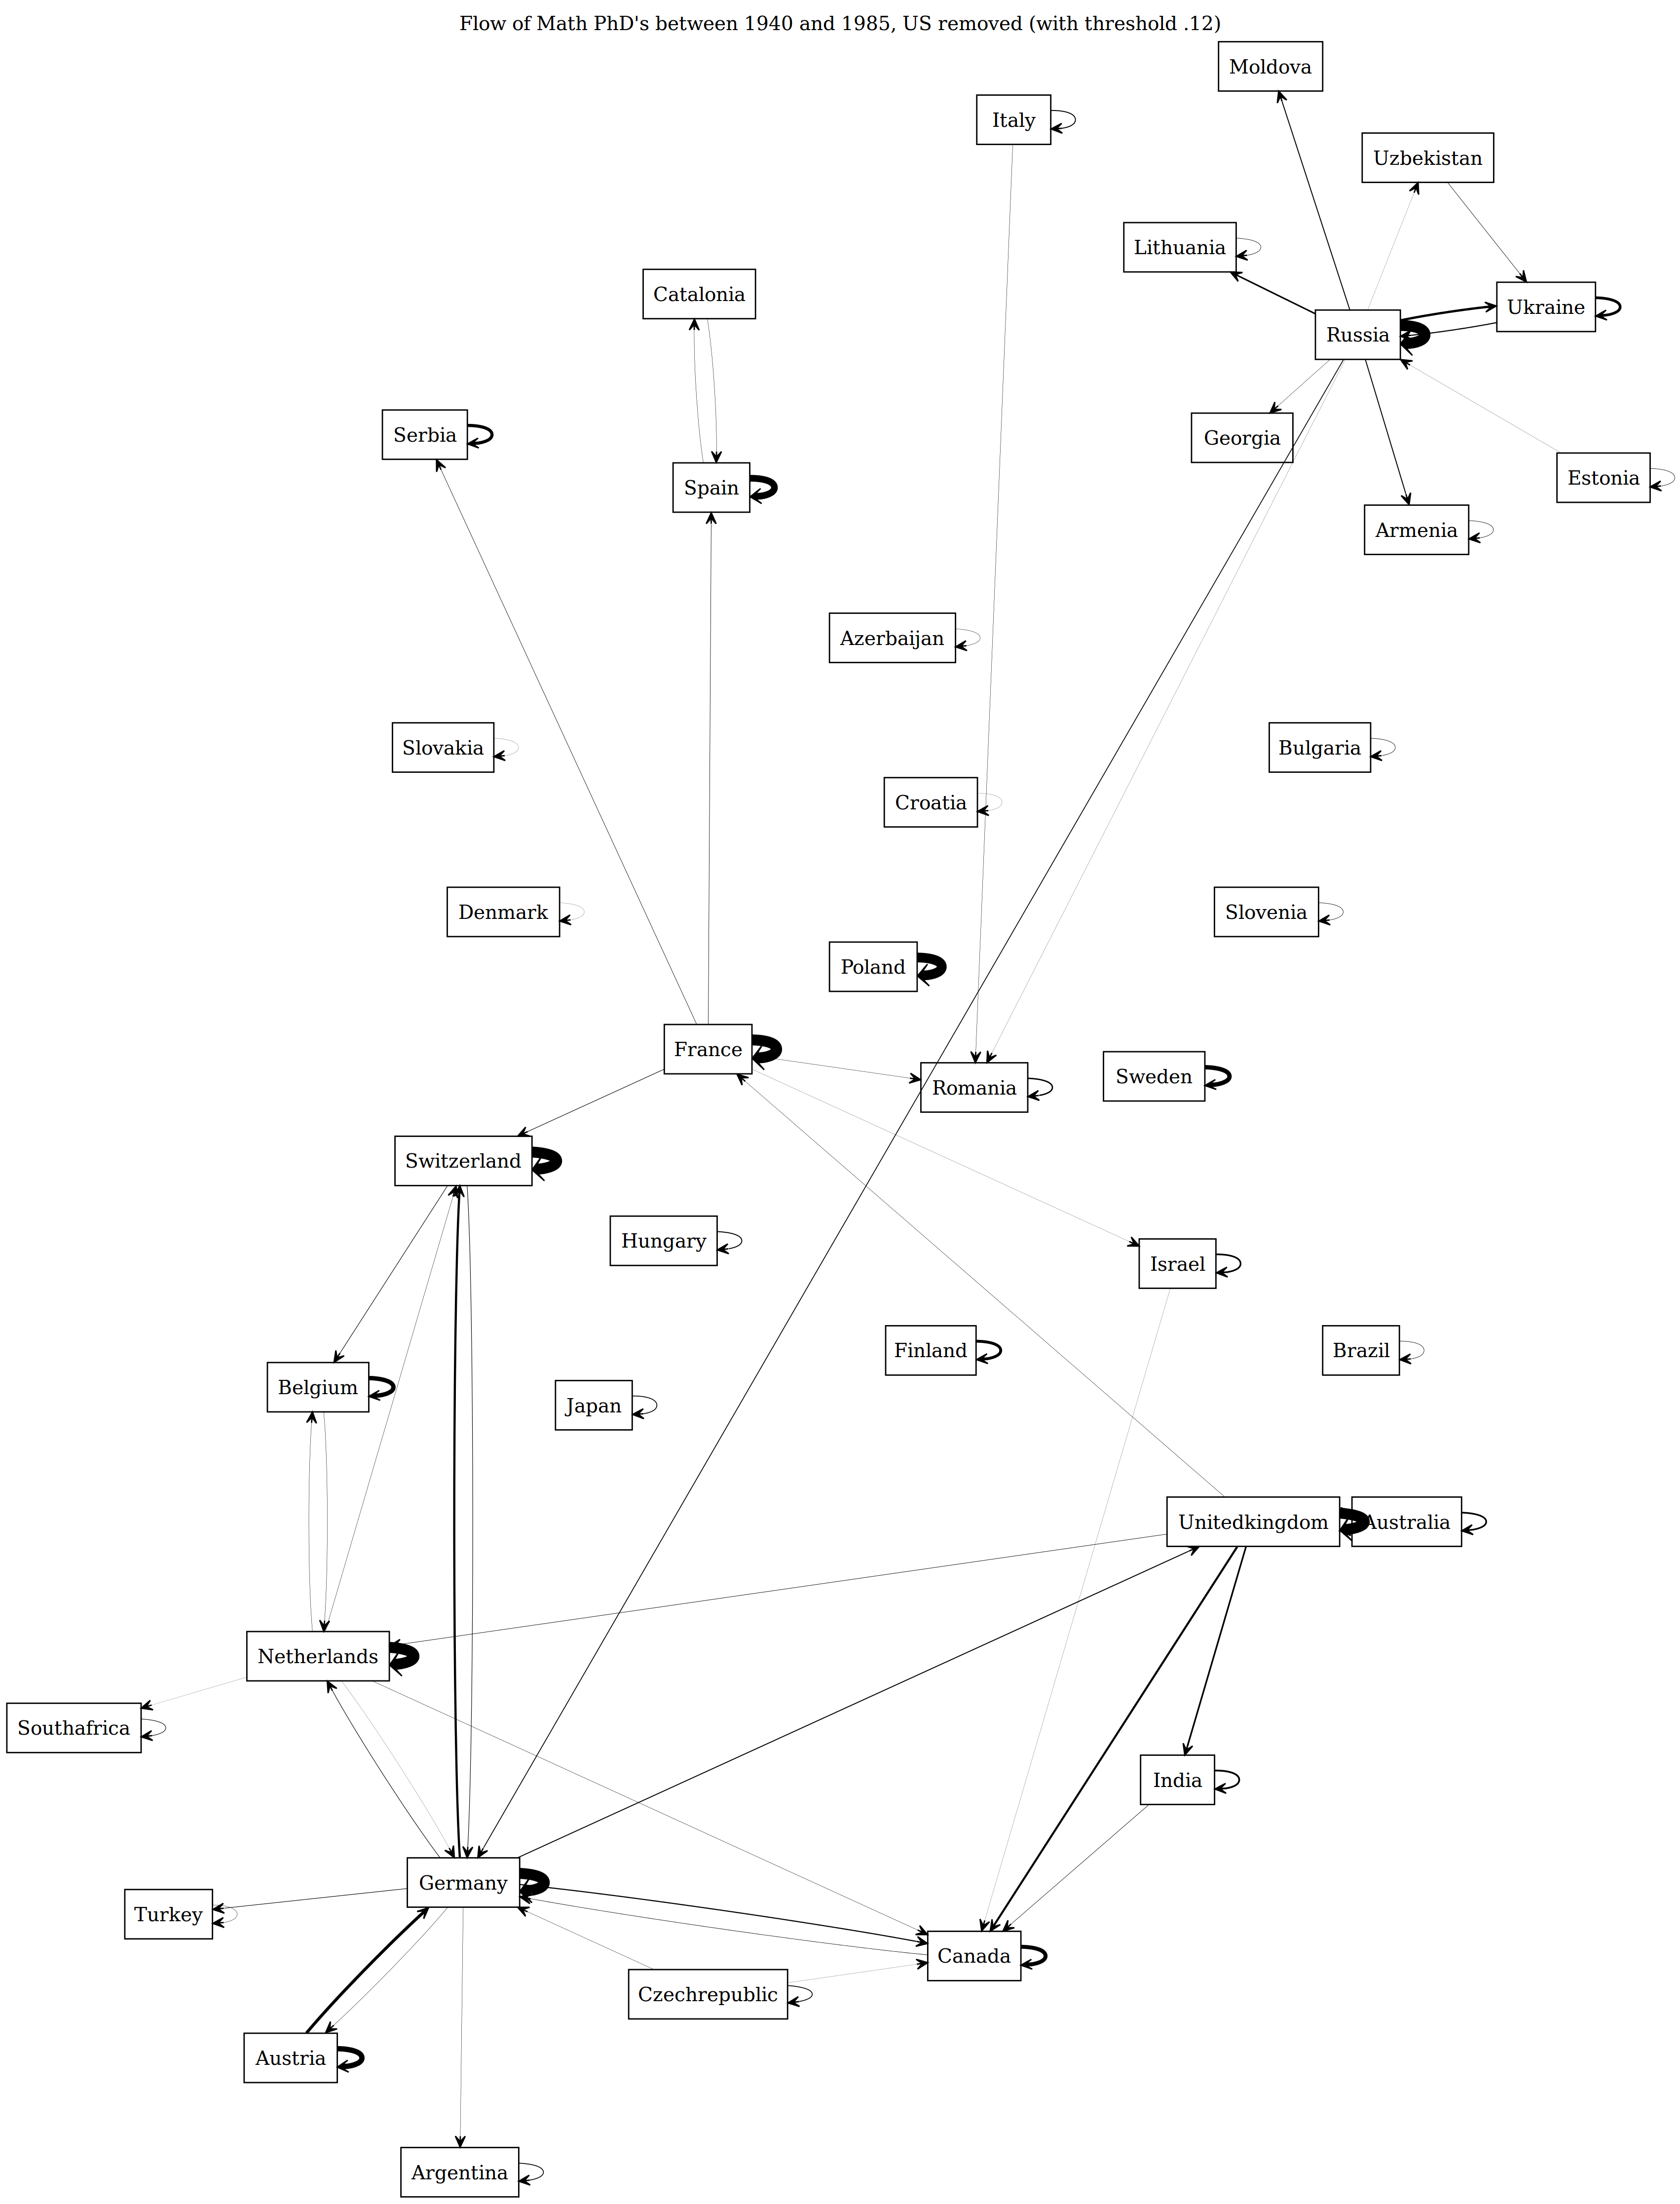 Flow of Math PhD's between 1940 and 1985, US removed (with threshold .12)
Moldova
Italy
Uzbekistan
Lithuania
Catalonia
Ukraine
Russia
Serbia
Georgia
Spain
Estonia
Armenia
Azerbaijan
Slovakia
Bulgaria
Croatia
Denmark
Slovenia
Poland
France
Sweden
Romania
Switzerland
Hungary
Israel
Finland
Brazil
Belgium
Japan
Unitedkingdom
Australia
Netherlands
Southafrica
India
Germany
Turkey
Canada
Czechrepublic
Austria
Argentina